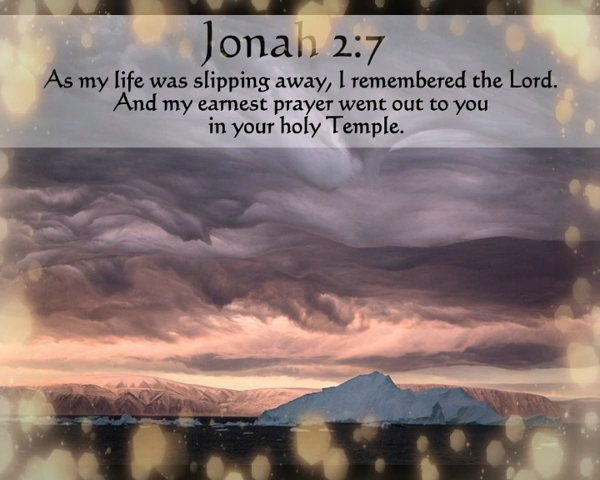 Jonah 2:7
As my life was slipping away, I remembered the Lord.
And my earnest prayer went out to you
in your holy Temple.